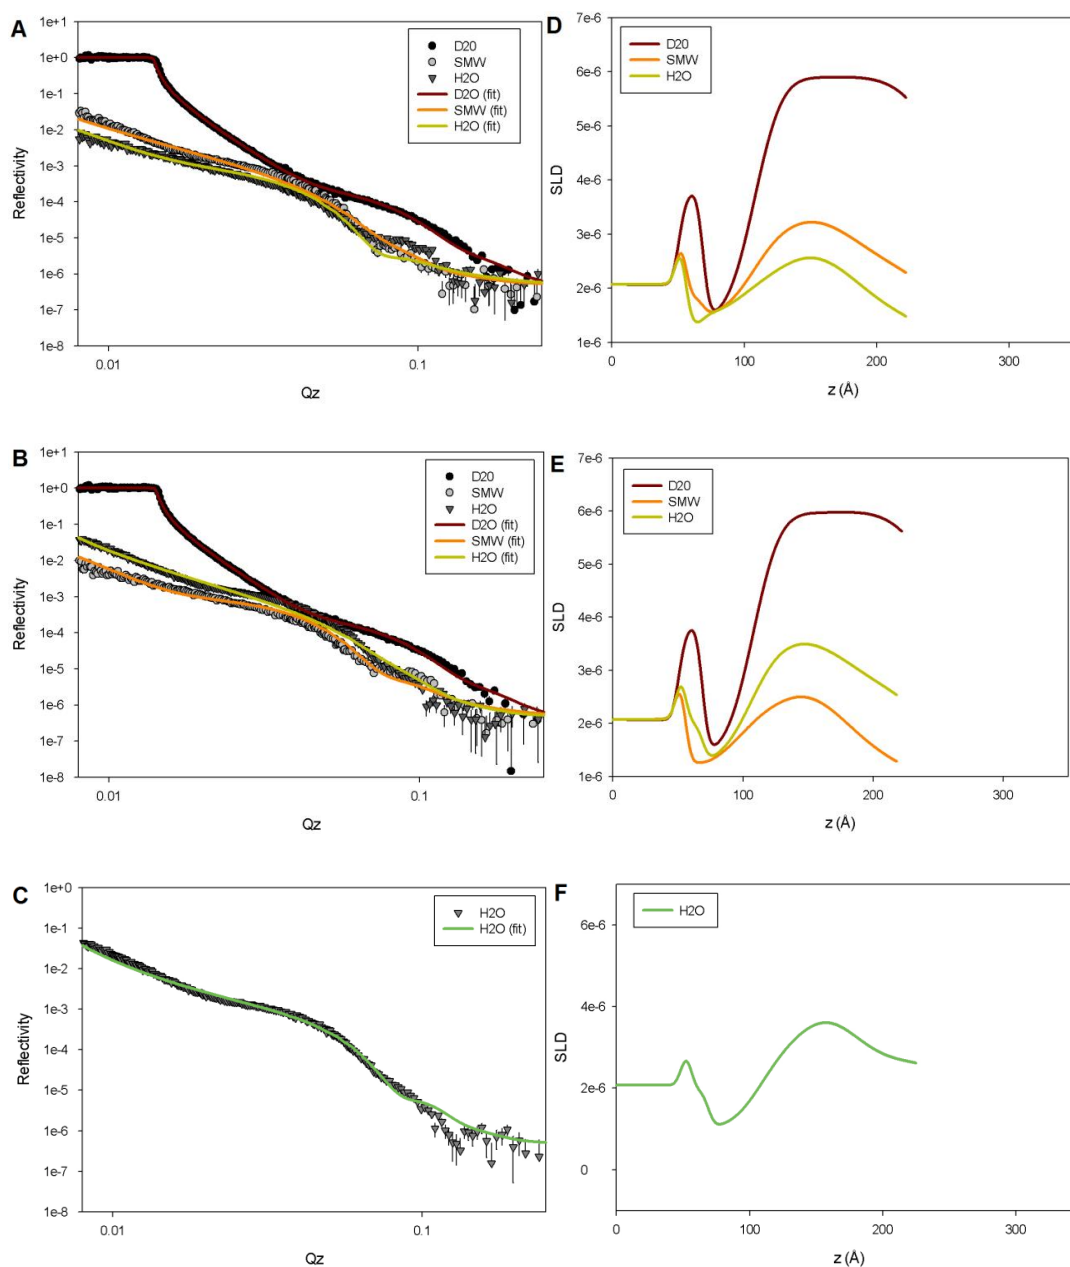 A
Reflectivity
1e+1
1e+0
1e-1
1e-2
1e-3
1e-4
1e-5
1e-6
1e-7
1e-8
D20
SMW
H2O
D2O (fit)
SMW (fit)
H2O (fit)
0.01
0.1
Qz
D
SLD
7e-6
6e-6
5e-6
4e-6
3e-6
2e-6
1e-6
D20
SMW
H2O
0
100
200
300
z (Å)
B
Reflectivity
1e+1
1e+0
1e-1
1e-2
1e-3
1e-4
1e-5
1e-6
1e-7
1e-8
D20
SMW
H2O
D2O (fit)
SMW (fit)
H2O (fit)
0.01
0.1
Qz
E
SLD
7e-6
6e-6
5e-6
4e-6
3e-6
2e-6
1e-6
D20
SMW
H2O
0
100
200
300
z (Å)
C
Reflectivity
1e+0
1e-1
1e-2
1e-3
1e-4
1e-5
1e-6
1e-7
1e-8
H2O
H2O (fit)
0.01
0.1
Qz
F
SLD
6e-6
4e-6
2e-6
0
H2O
0
100
200
300
z (Å)